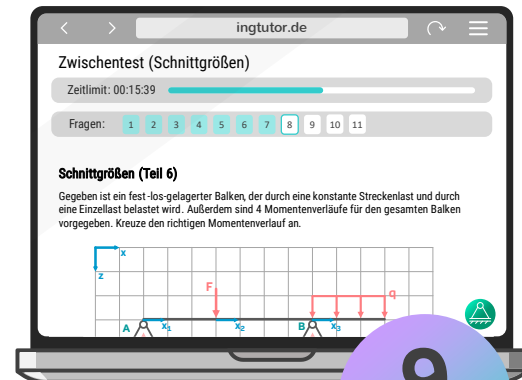 ingtutor.de
Zwischentest (Schnittgrößen)
Zeitlimit: 00:15:39
Fragen: 1 2 3 4 5 6 7 8 9 10 11
Schnittgrößen (Teil 6)
Gegeben ist ein fest-los-gelagerter Balken, der durch eine konstante Streckenlast und durch
eine Einzellast belastet wird. Außerdem sind 4 Momentenverläufe für den gesamten Balken
vorgegeben. Kreuze den richtigen Momentenverlauf an.
x
z
F
q
A x₁ x₂ B x₃